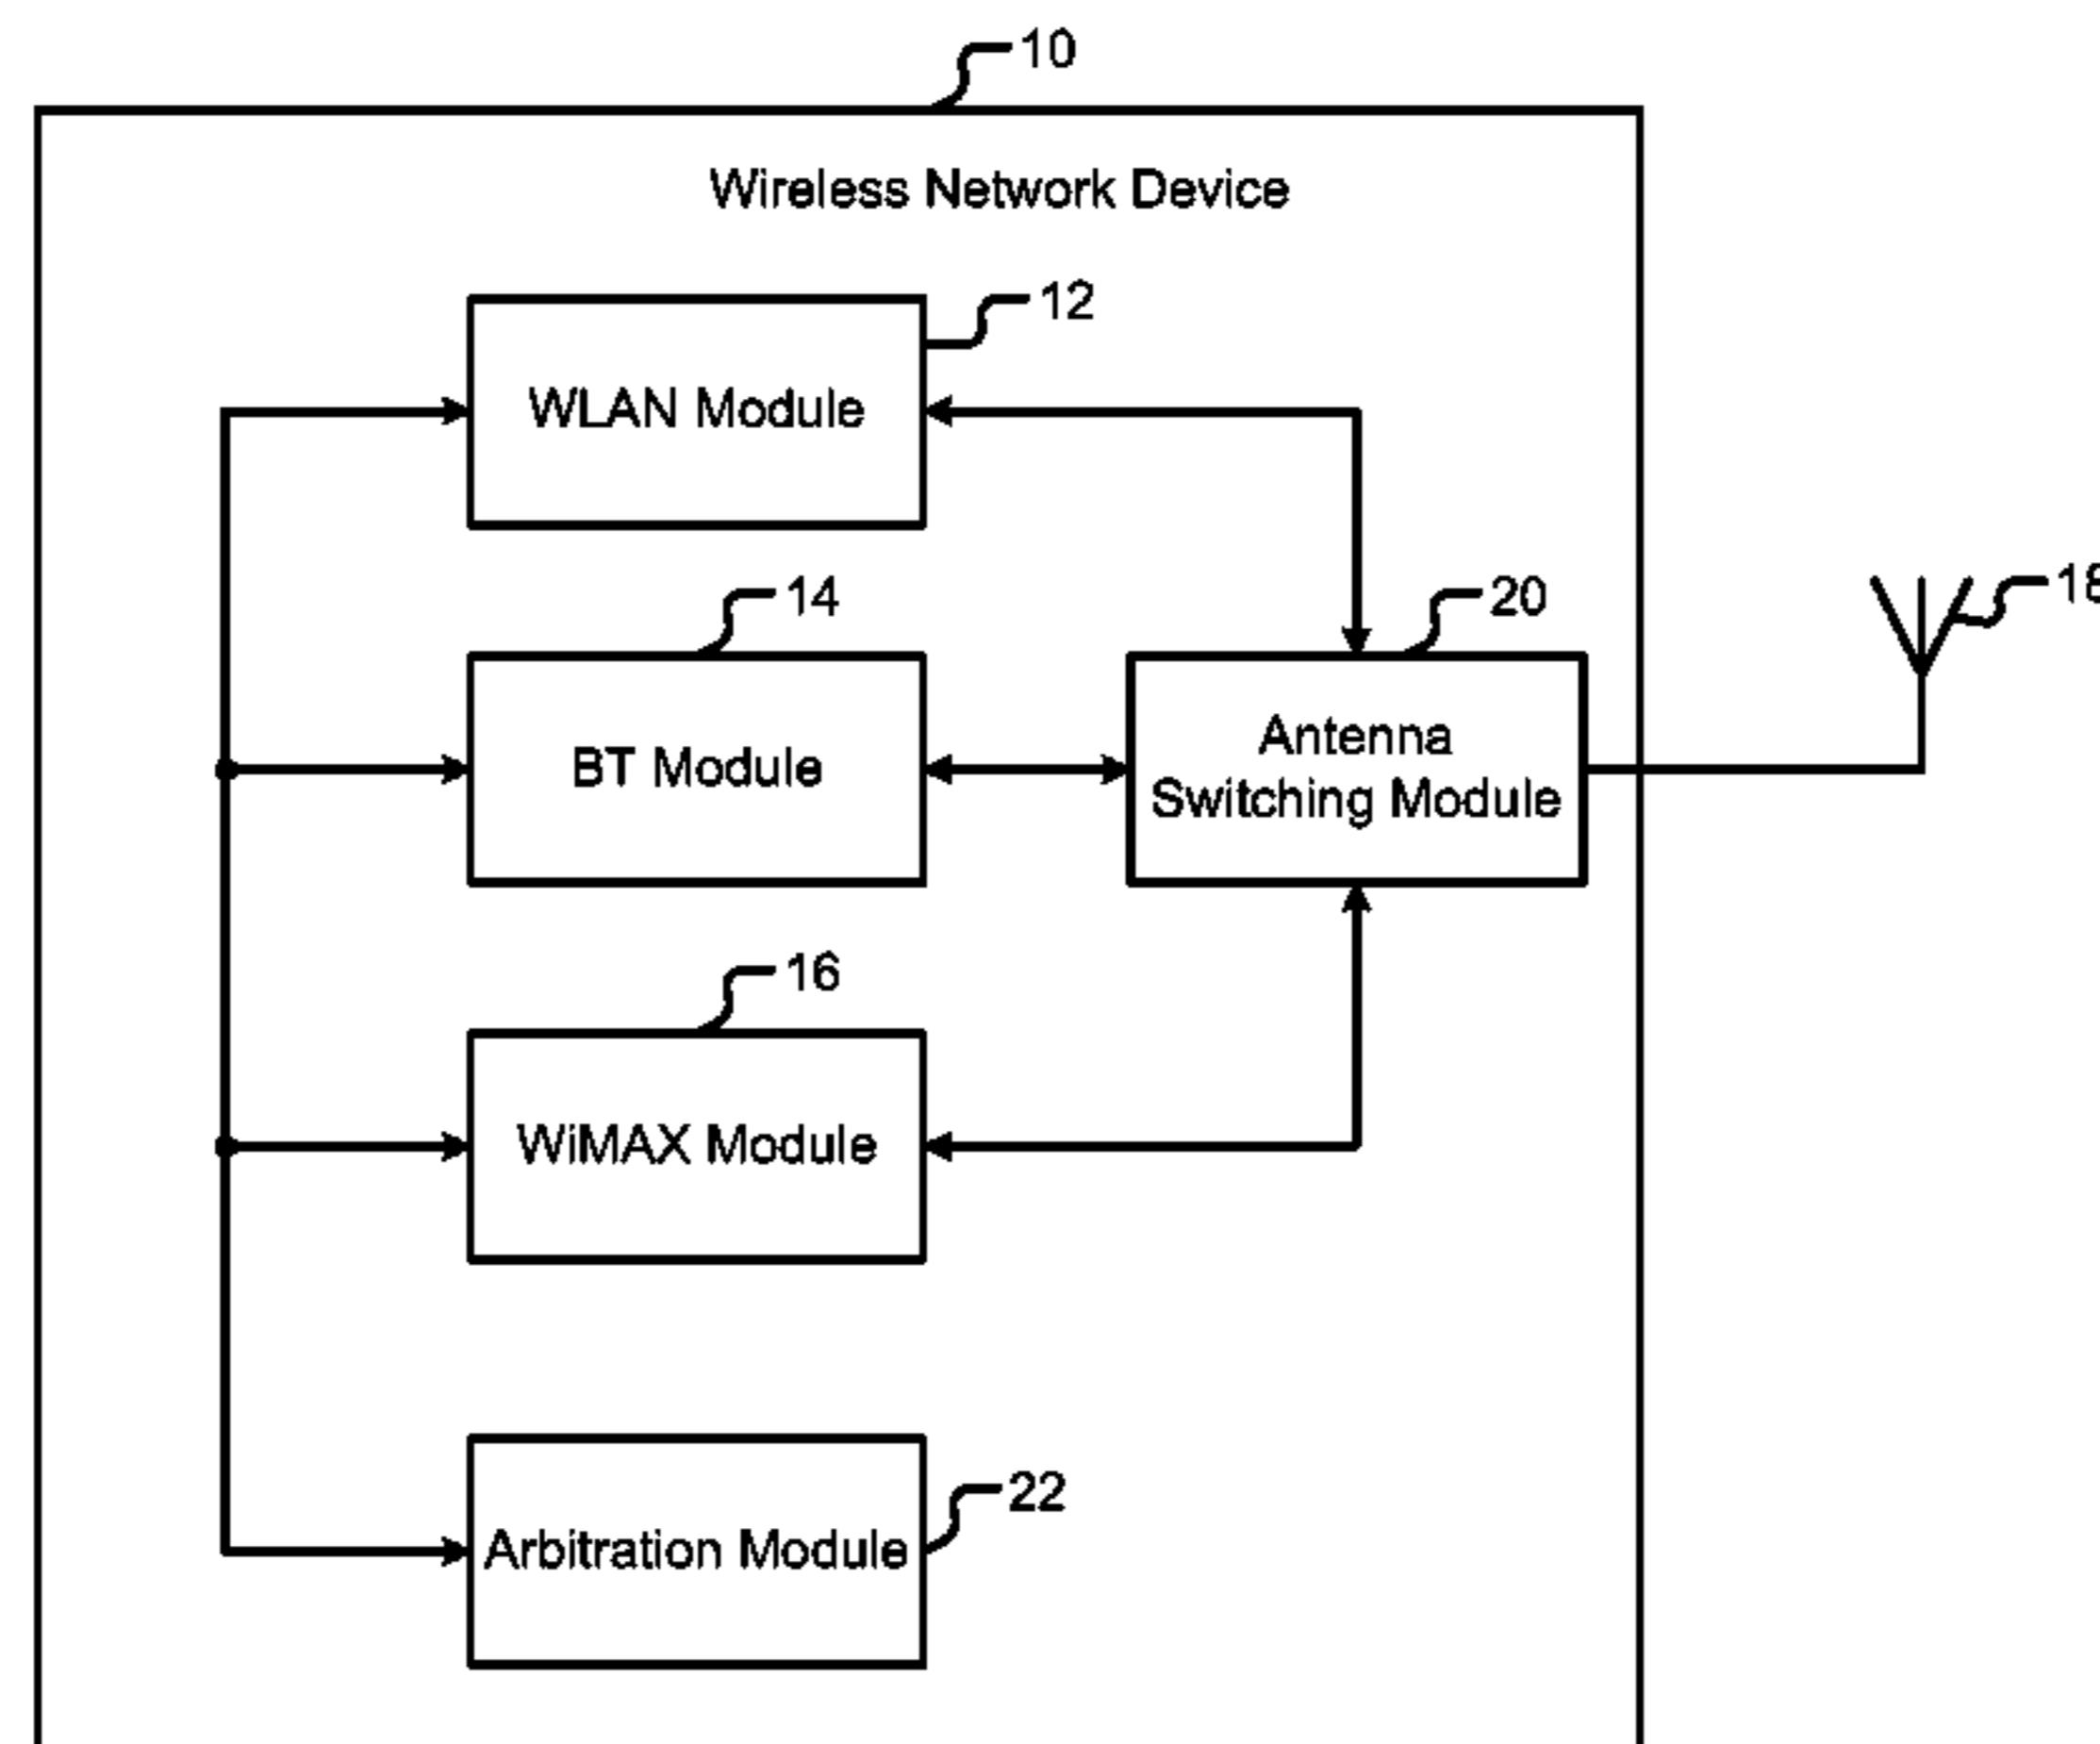 10
Wireless Network Device
12
WLAN Module
14
20
18
BT Module
Antenna
Switching Module
16
WiMAX Module
22
Arbitration Module